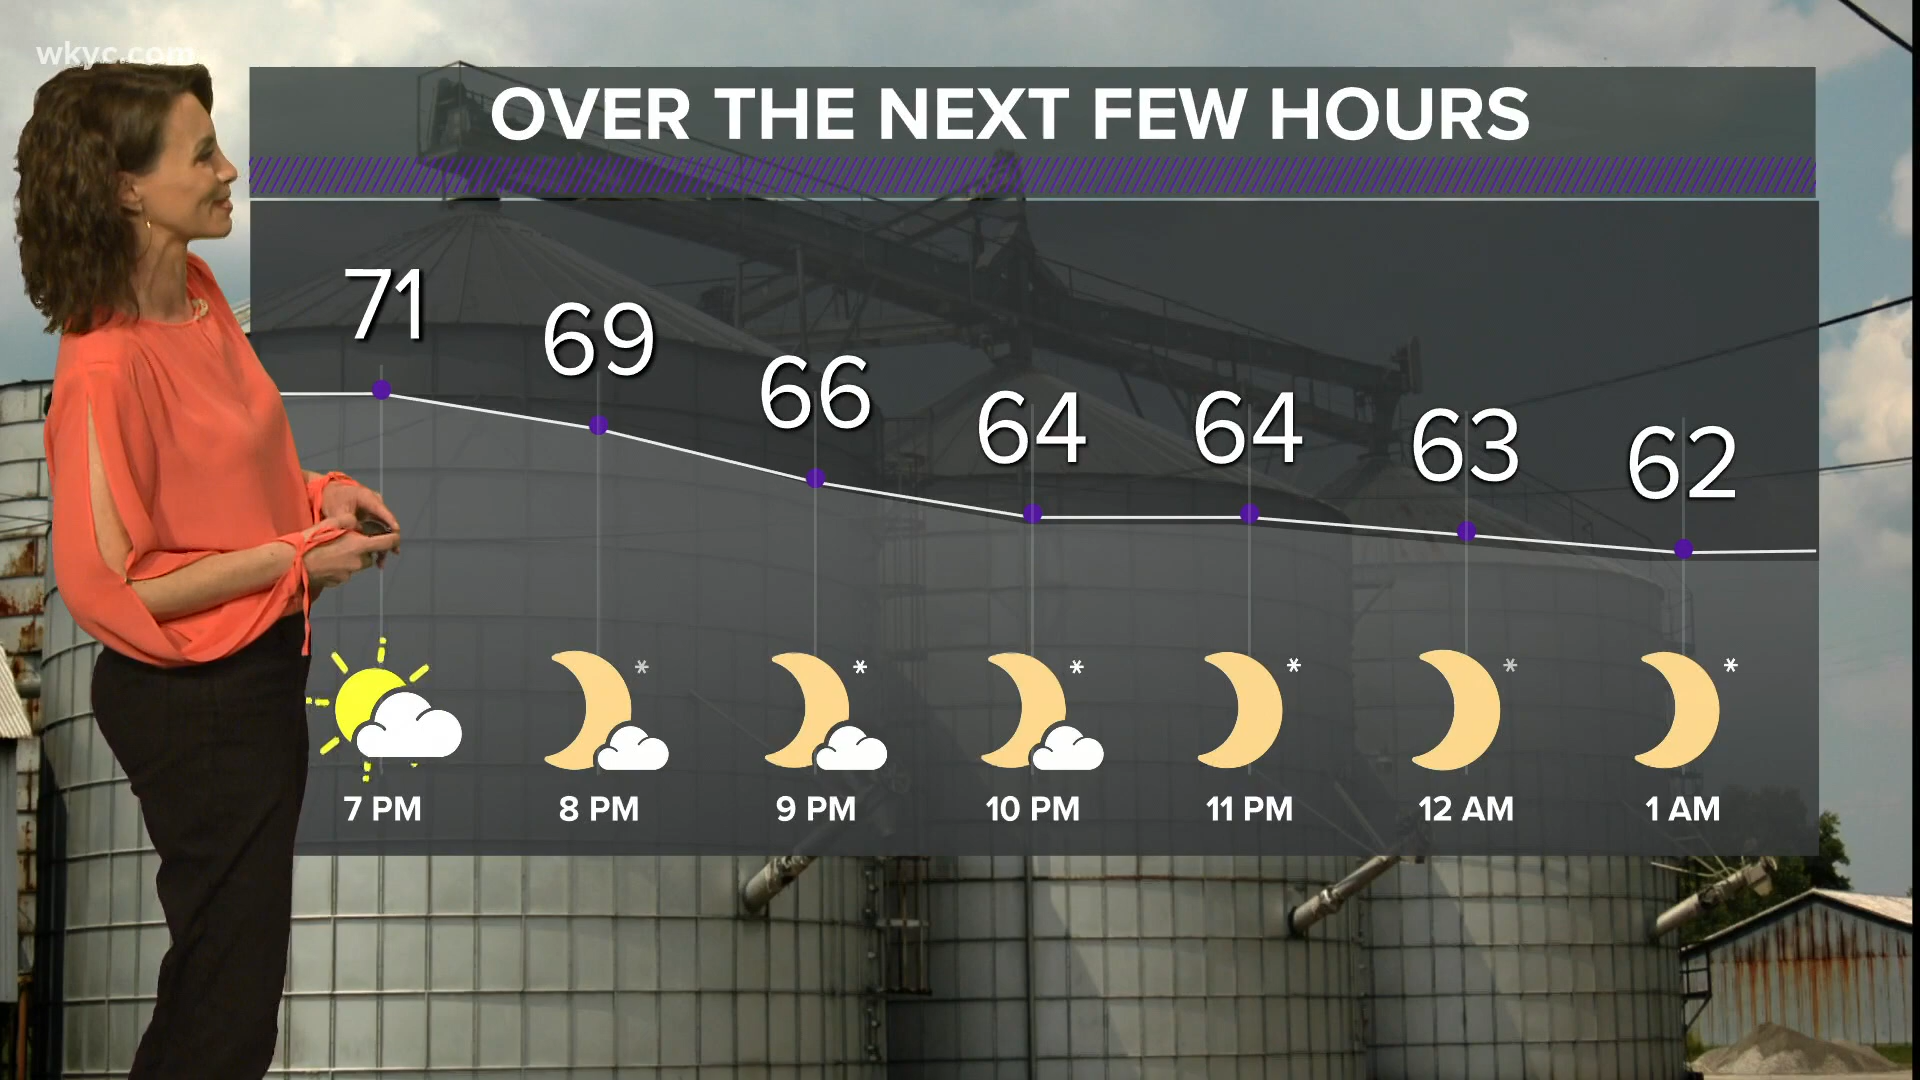 wkyc.com
OVER THE NEXT FEW HOURS
71 69 66 64 64 63 62
7 PM 8 PM 9 PM 10 PM 11 PM 12 AM 1 AM